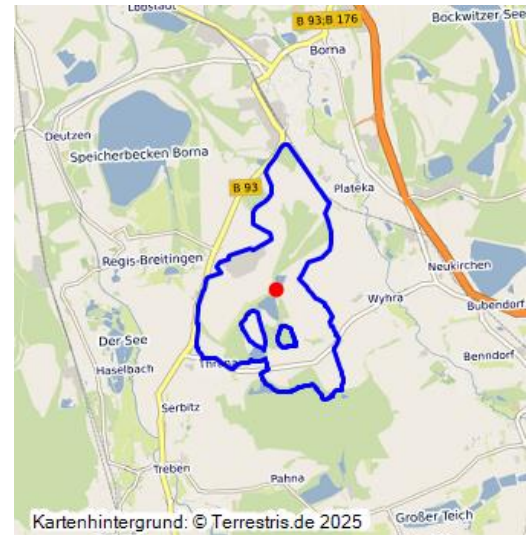 Lobstädt
B 93;B 176
Bockwitzer See
Borna
Deutzen
Speicherbecken Borna
B 93
Plateka
Regis-Breitingen
Neukirchen
Wyhra
Bubendorf
Der See
Benndorf
Haselbach
Thräna
Serbitz
Treben
Pahna
Großer Teich
Kartenhintergrund: © Terrestris.de 2025